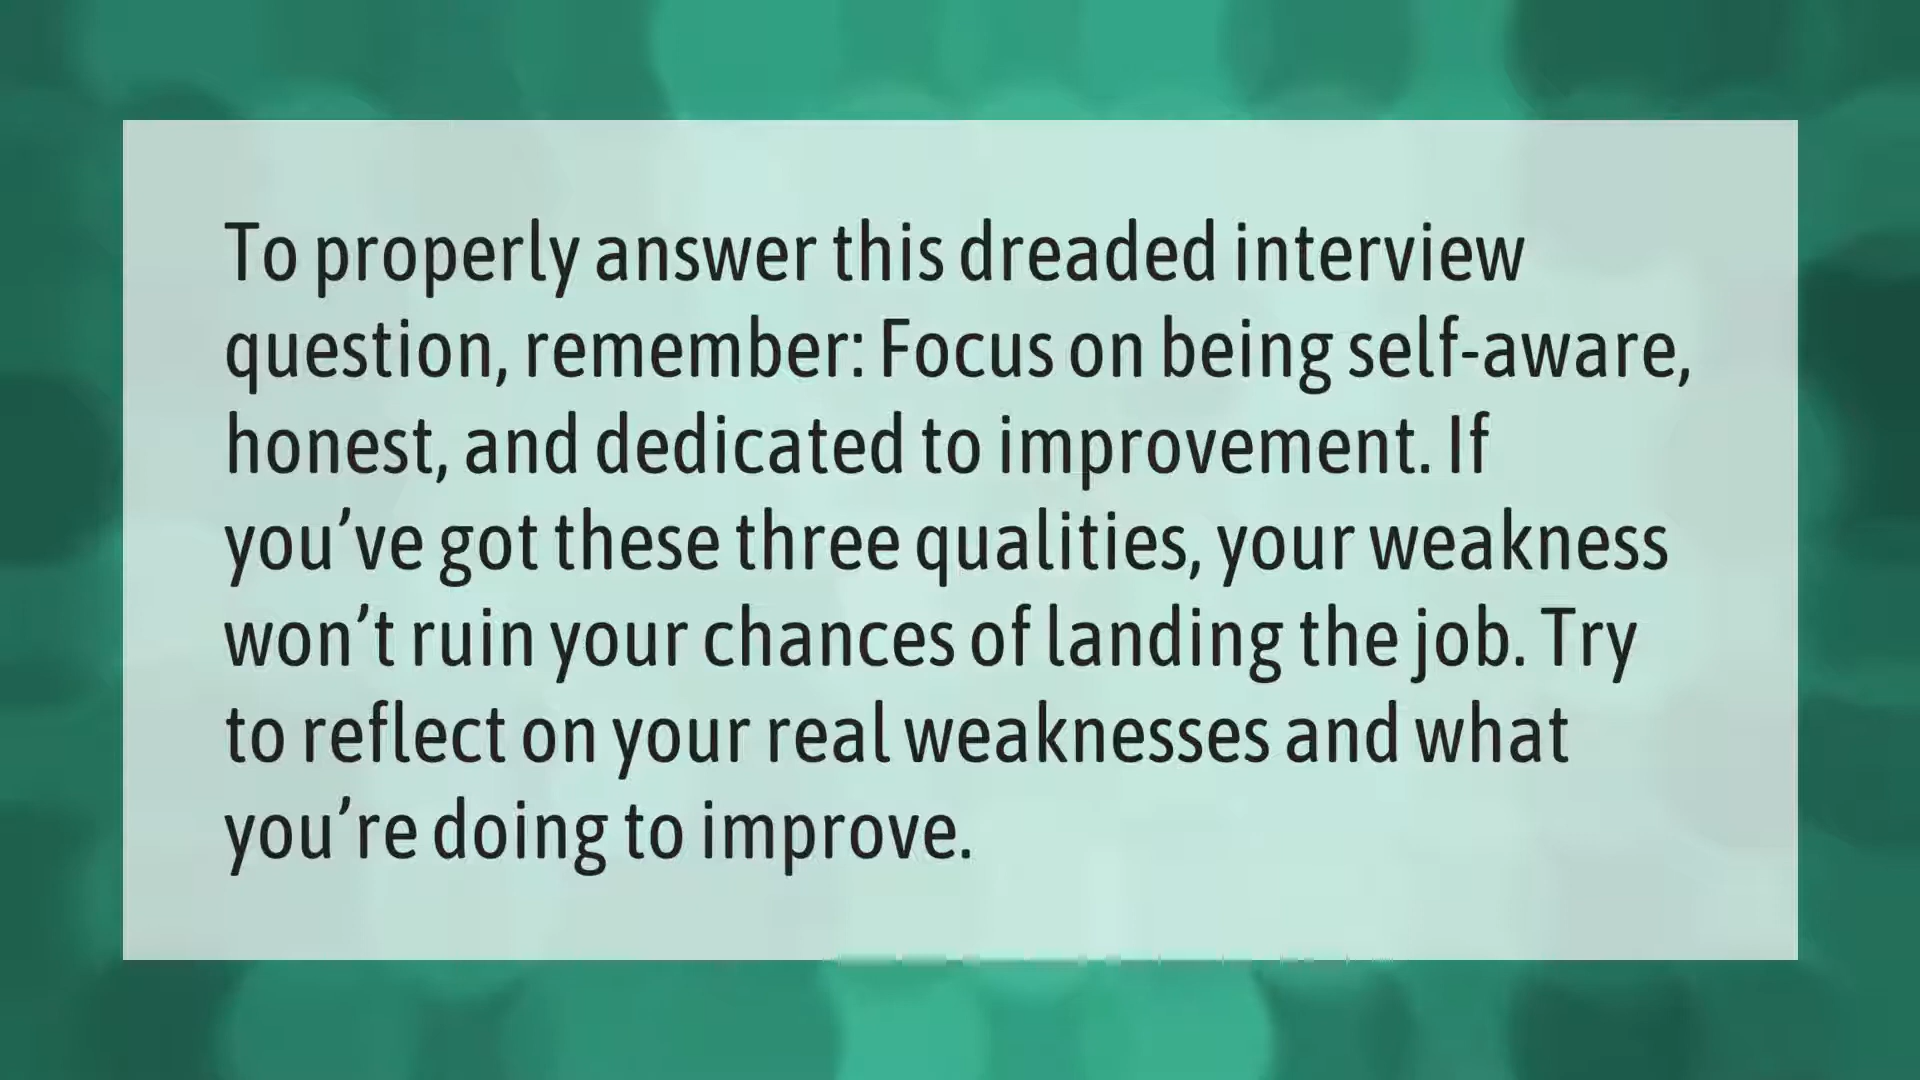 To properly answer this dreaded interview
question, remember: Focus on being self-aware,
honest, and dedicated to improvement. If
you’ve got these three qualities, your weakness
won’t ruin your chances of landing the job. Try
to reflect on your real weaknesses and what
you’re doing to improve.